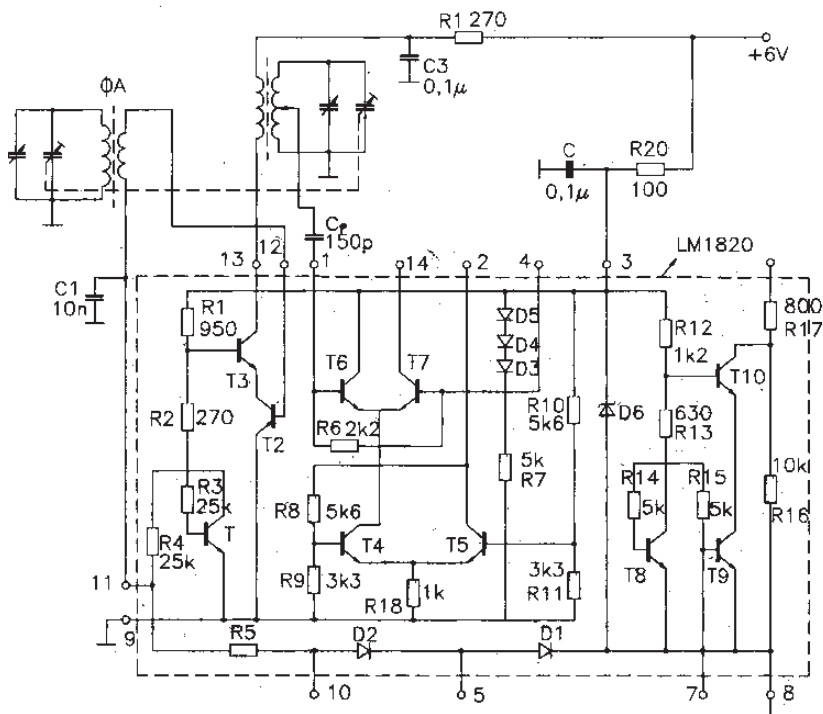 R1 270
+6V
C3
0,1µ
ΦA
C
0,1µ
R20
100
Cp
150p
LM1820
13
12
1
14
2
4
3
C1
10n
R1
950
T3
T2
R2
270
R3
25k
R4
25k
T
T6
T7
R6
2k2
D5
D4
D3
R10
5k6
5k
R7
R8
5k6
T4
T5
R9
3k3
R18
1k
3k3
R11
D6
R12
1k2
T10
630
R13
R14
5k
R15
5k
T8
T9
800
R17
10k
R16
11
9
R5
D2
D1
10
5
7
8